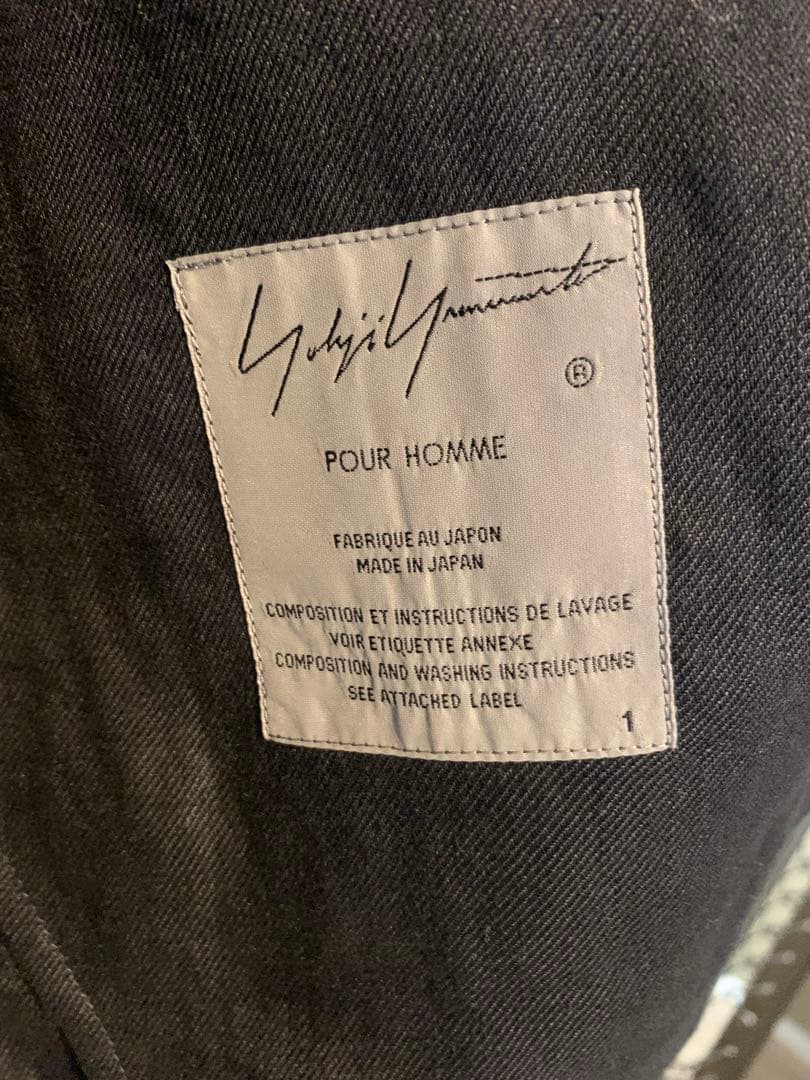 Yohji Yamamoto
®
POUR HOMME
FABRIQUE AU JAPON
MADE IN JAPAN
COMPOSITION ET INSTRUCTIONS DE LAVAGE
VOIR ETIQUETTE ANNEXE
COMPOSITION AND WASHING INSTRUCTIONS
SEE ATTACHED LABEL
1